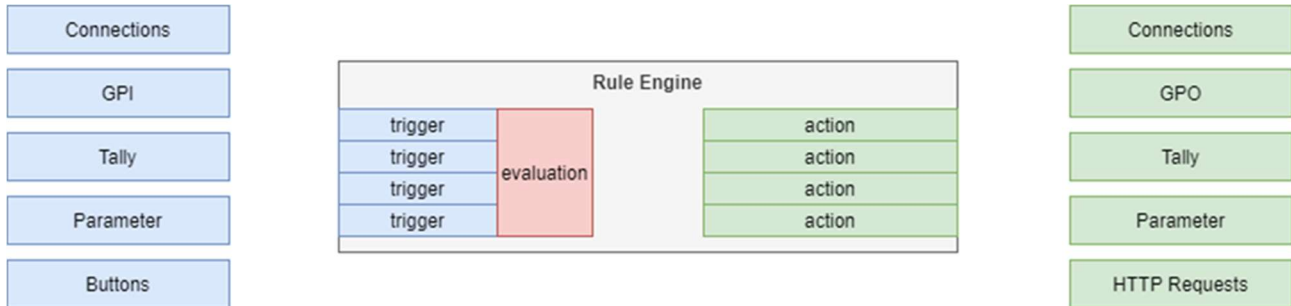 Connections
GPI
Tally
Parameter
Buttons
Rule Engine
trigger
trigger
trigger
trigger
evaluation
action
action
action
action
Connections
GPO
Tally
Parameter
HTTP Requests